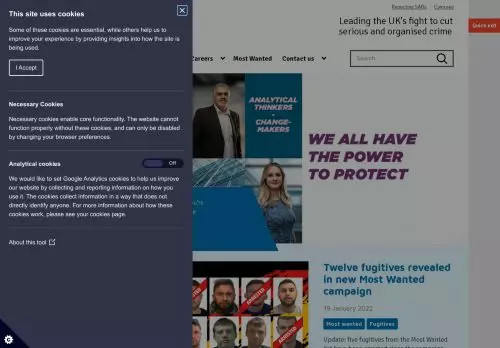 This site uses cookies
Some of these cookies are essential, while others help us to
improve your experience by providing insights into how the site is
being used.
I Accept
Necessary Cookies
Necessary cookies enable core functionality. The website cannot
function properly without these cookies, and can only be disabled
by changing your browser preferences.
Analytical cookies
Off
We would like to set Google Analytics cookies to help us improve
our website by collecting and reporting information on how you
use it. The cookies collect information in a way that does not
directly identify anyone. For more information about how these
cookies work, please see your cookies page.
About this tool
Reporting SARs
Cymraeg
Quick exit
Leading the UK's fight to cut
serious and organised crime
Careers
Most Wanted
Contact us
Search
ANALYTICAL
THINKERS
-
CHANGE-
MAKERS
WE ALL HAVE
THE POWER
TO PROTECT
Twelve fugitives revealed
in new Most Wanted
campaign
19 January 2022
Most wanted
Fugitives
Update: five fugitives from the Most